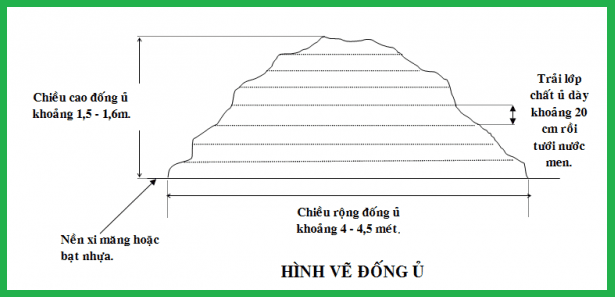 Chiều cao đống ủ
khoảng 1,5 - 1,6m.
Trải lớp
chất ủ dày
khoảng 20
cm rồi
tưới nước
men.
Chiều rộng đống ủ
khoảng 4 - 4,5 mét.
Nền xi măng hoặc
bạt nhựa.
HÌNH VẼ ĐỐNG Ủ